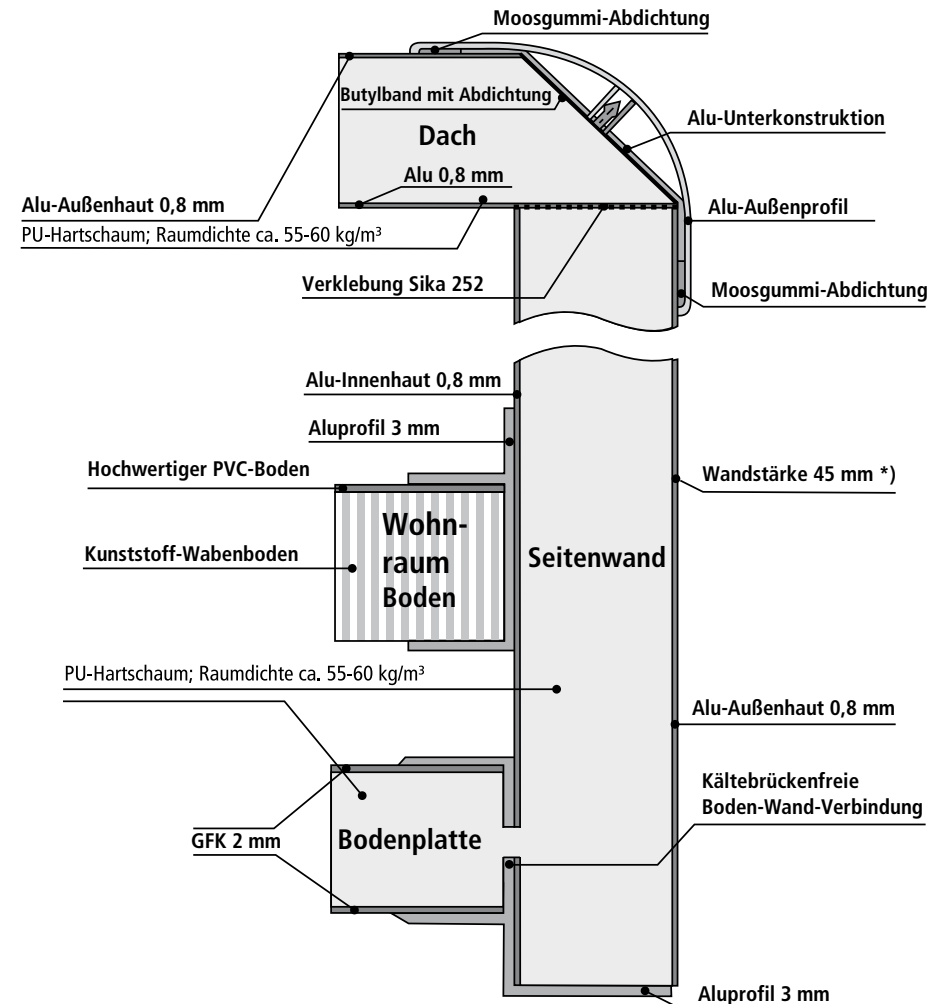 Moosgummi-Abdichtung
Butylband mit Abdichtung
Alu-Unterkonstruktion
Dach
Alu 0,8 mm
Alu-Außenhaut 0,8 mm
Alu-Außenprofil
PU-Hartschaum; Raumdichte ca. 55-60 kg/m³
Verklebung Sika 252
Moosgummi-Abdichtung
Alu-Innenhaut 0,8 mm
Aluprofil 3 mm
Hochwertiger PVC-Boden
Wandstärke 45 mm *)
Wohn-
raum
Boden
Kunststoff-Wabenboden
Seitenwand
PU-Hartschaum; Raumdichte ca. 55-60 kg/m³
Alu-Außenhaut 0,8 mm
Kältebrückenfreie
Boden-Wand-Verbindung
GFK 2 mm
Bodenplatte
Aluprofil 3 mm